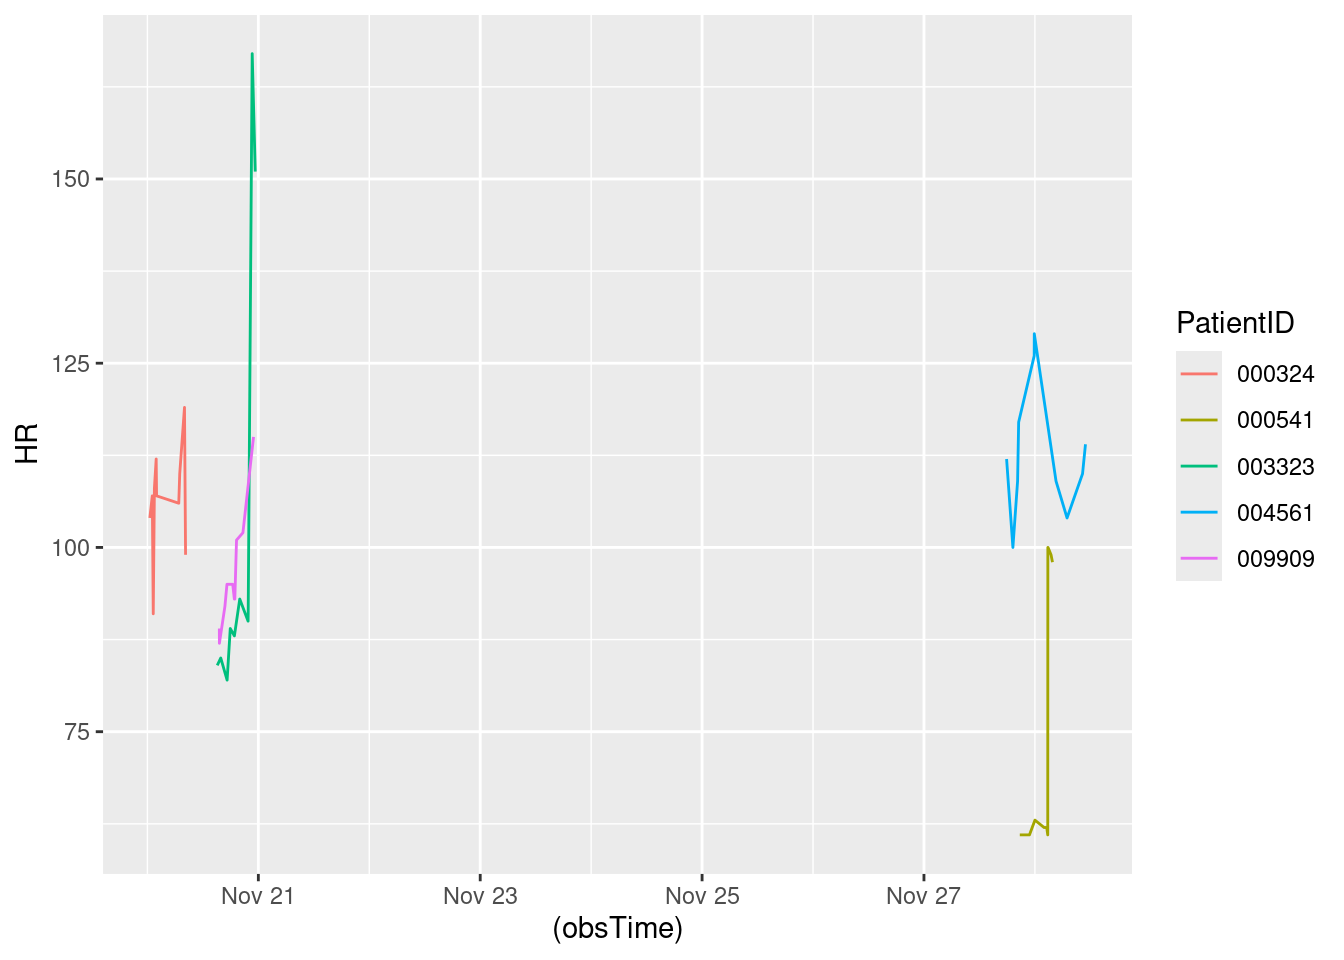 HR
150
125
100
75
Nov 21
Nov 23
Nov 25
Nov 27
(obsTime)
PatientID
000324
000541
003323
004561
009909